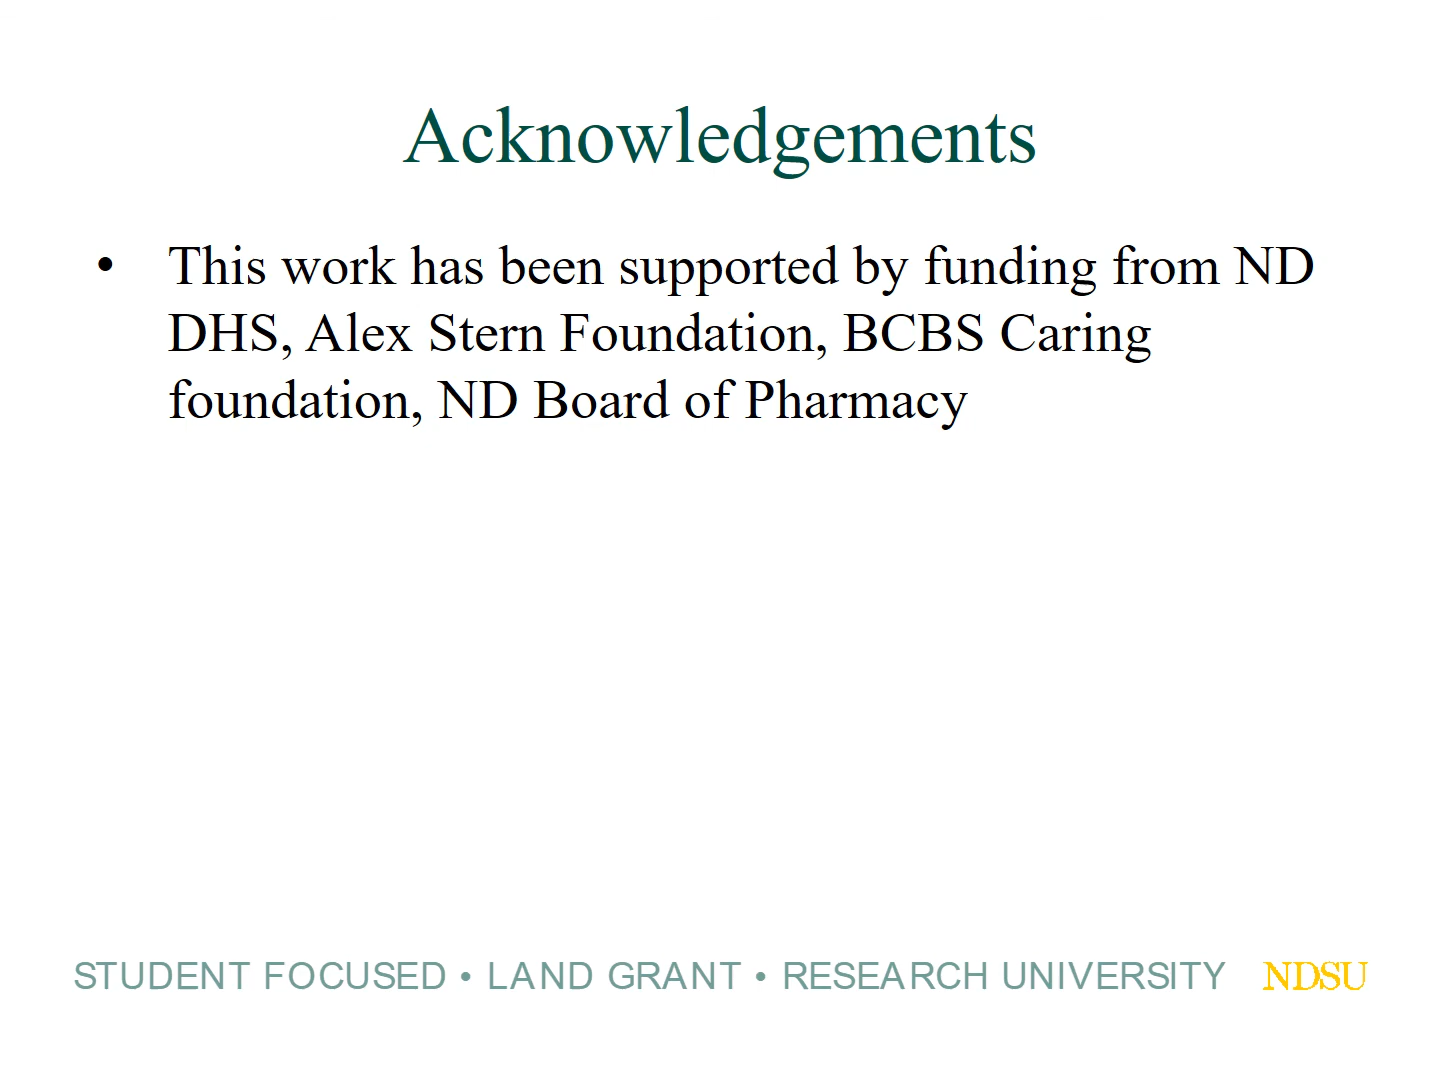 Acknowledgements
• This work has been supported by funding from ND
DHS, Alex Stern Foundation, BCBS Caring
foundation, ND Board of Pharmacy
STUDENT FOCUSED • LAND GRANT • RESEARCH UNIVERSITY NDSU